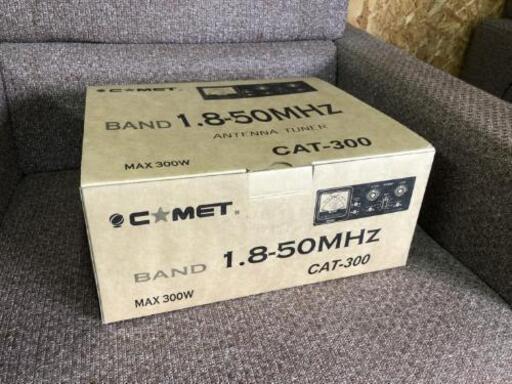 C★MET
BAND 1.8-50MHz
ANTENNA TUNER
MAX 300W
CAT-300
C★MET
BAND 1.8-50MHz
MAX 300W
CAT-300